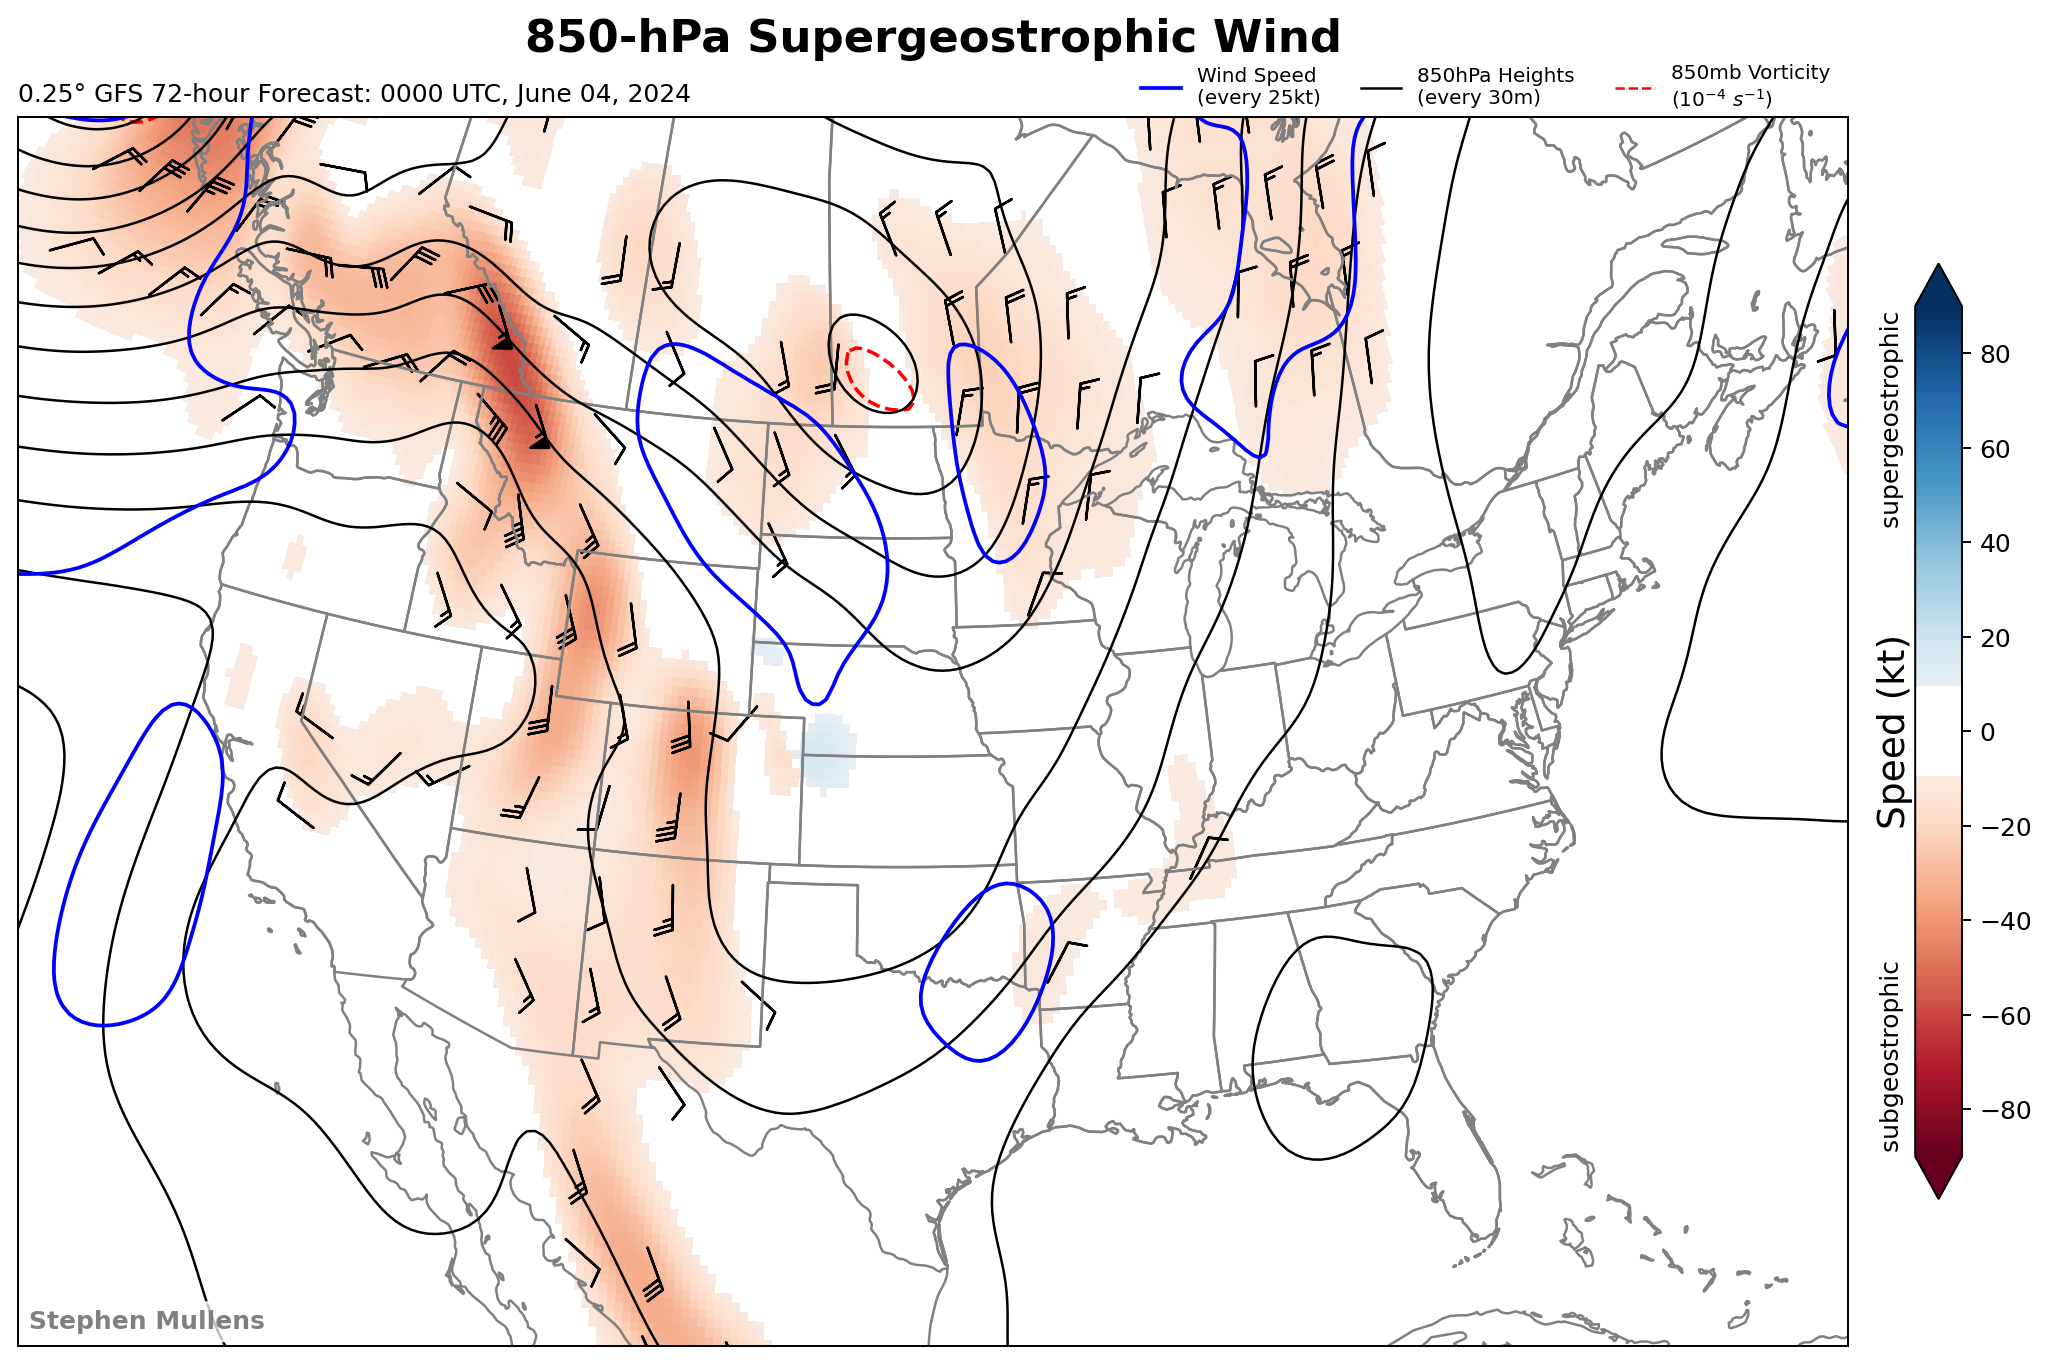 850-hPa Supergeostrophic Wind
0.25° GFS 72-hour Forecast: 0000 UTC, June 04, 2024
Wind Speed
(every 25kt)
850hPa Heights
(every 30m)
850mb Vorticity
(10⁻⁴ s⁻¹)
supergeostrophic
Speed (kt)
subgeostrophic
80
60
40
20
0
−20
−40
−60
−80
Stephen Mullens